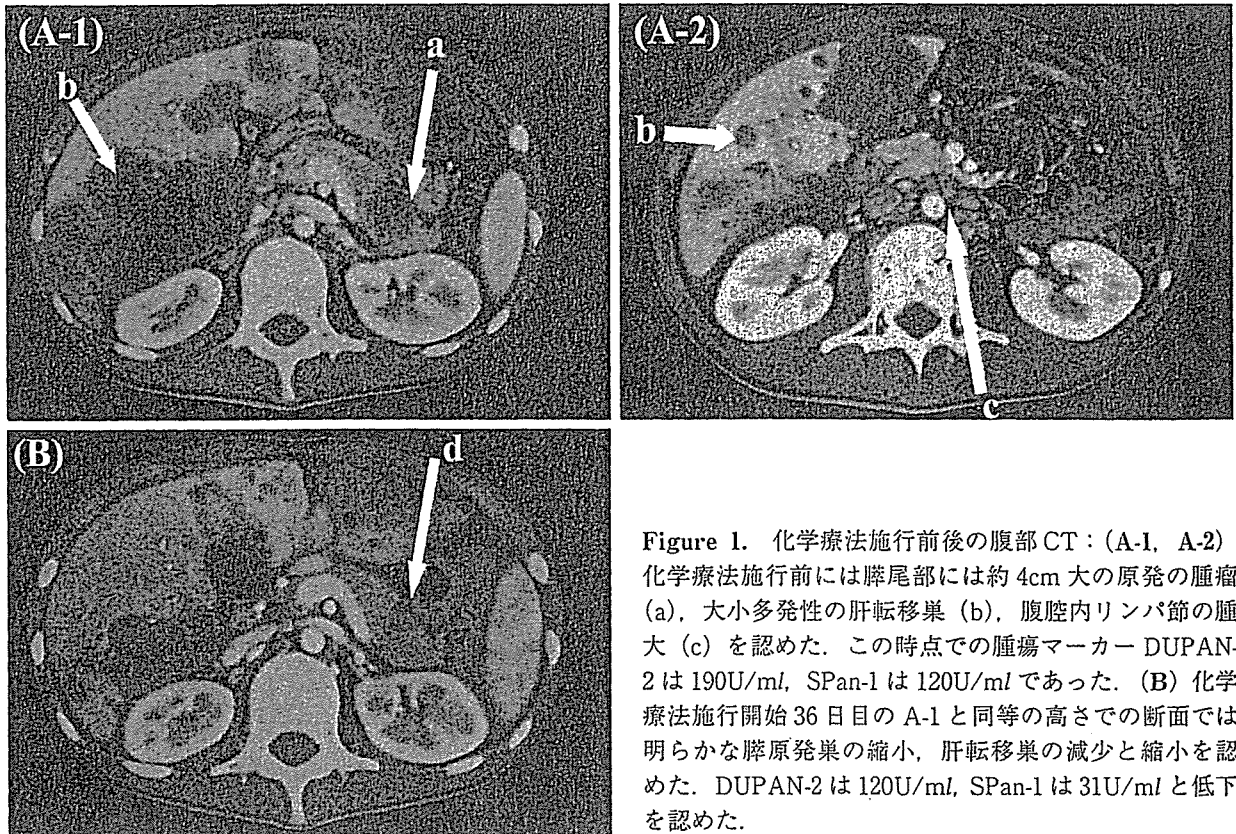 (A-1)
a
b
(A-2)
b
c
(B)
d
Figure 1. 化学療法施行前後の腹部CT：(A-1, A-2)
化学療法施行前には膵尾部には約4cm大の原発の腫瘤
(a)，大小多発性の肝転移巣 (b)，腹腔内リンパ節の腫
大 (c) を認めた．この時点での腫瘍マーカー DUPAN-
2は190U/ml, SPan-1は120U/mlであった．(B) 化学
療法施行開始36日目のA-1と同等の高さでの断面では
明らかな膵原発巣の縮小，肝転移巣の減少と縮小を認
めた．DUPAN-2は120U/ml, SPan-1は31U/mlと低下
を認めた．